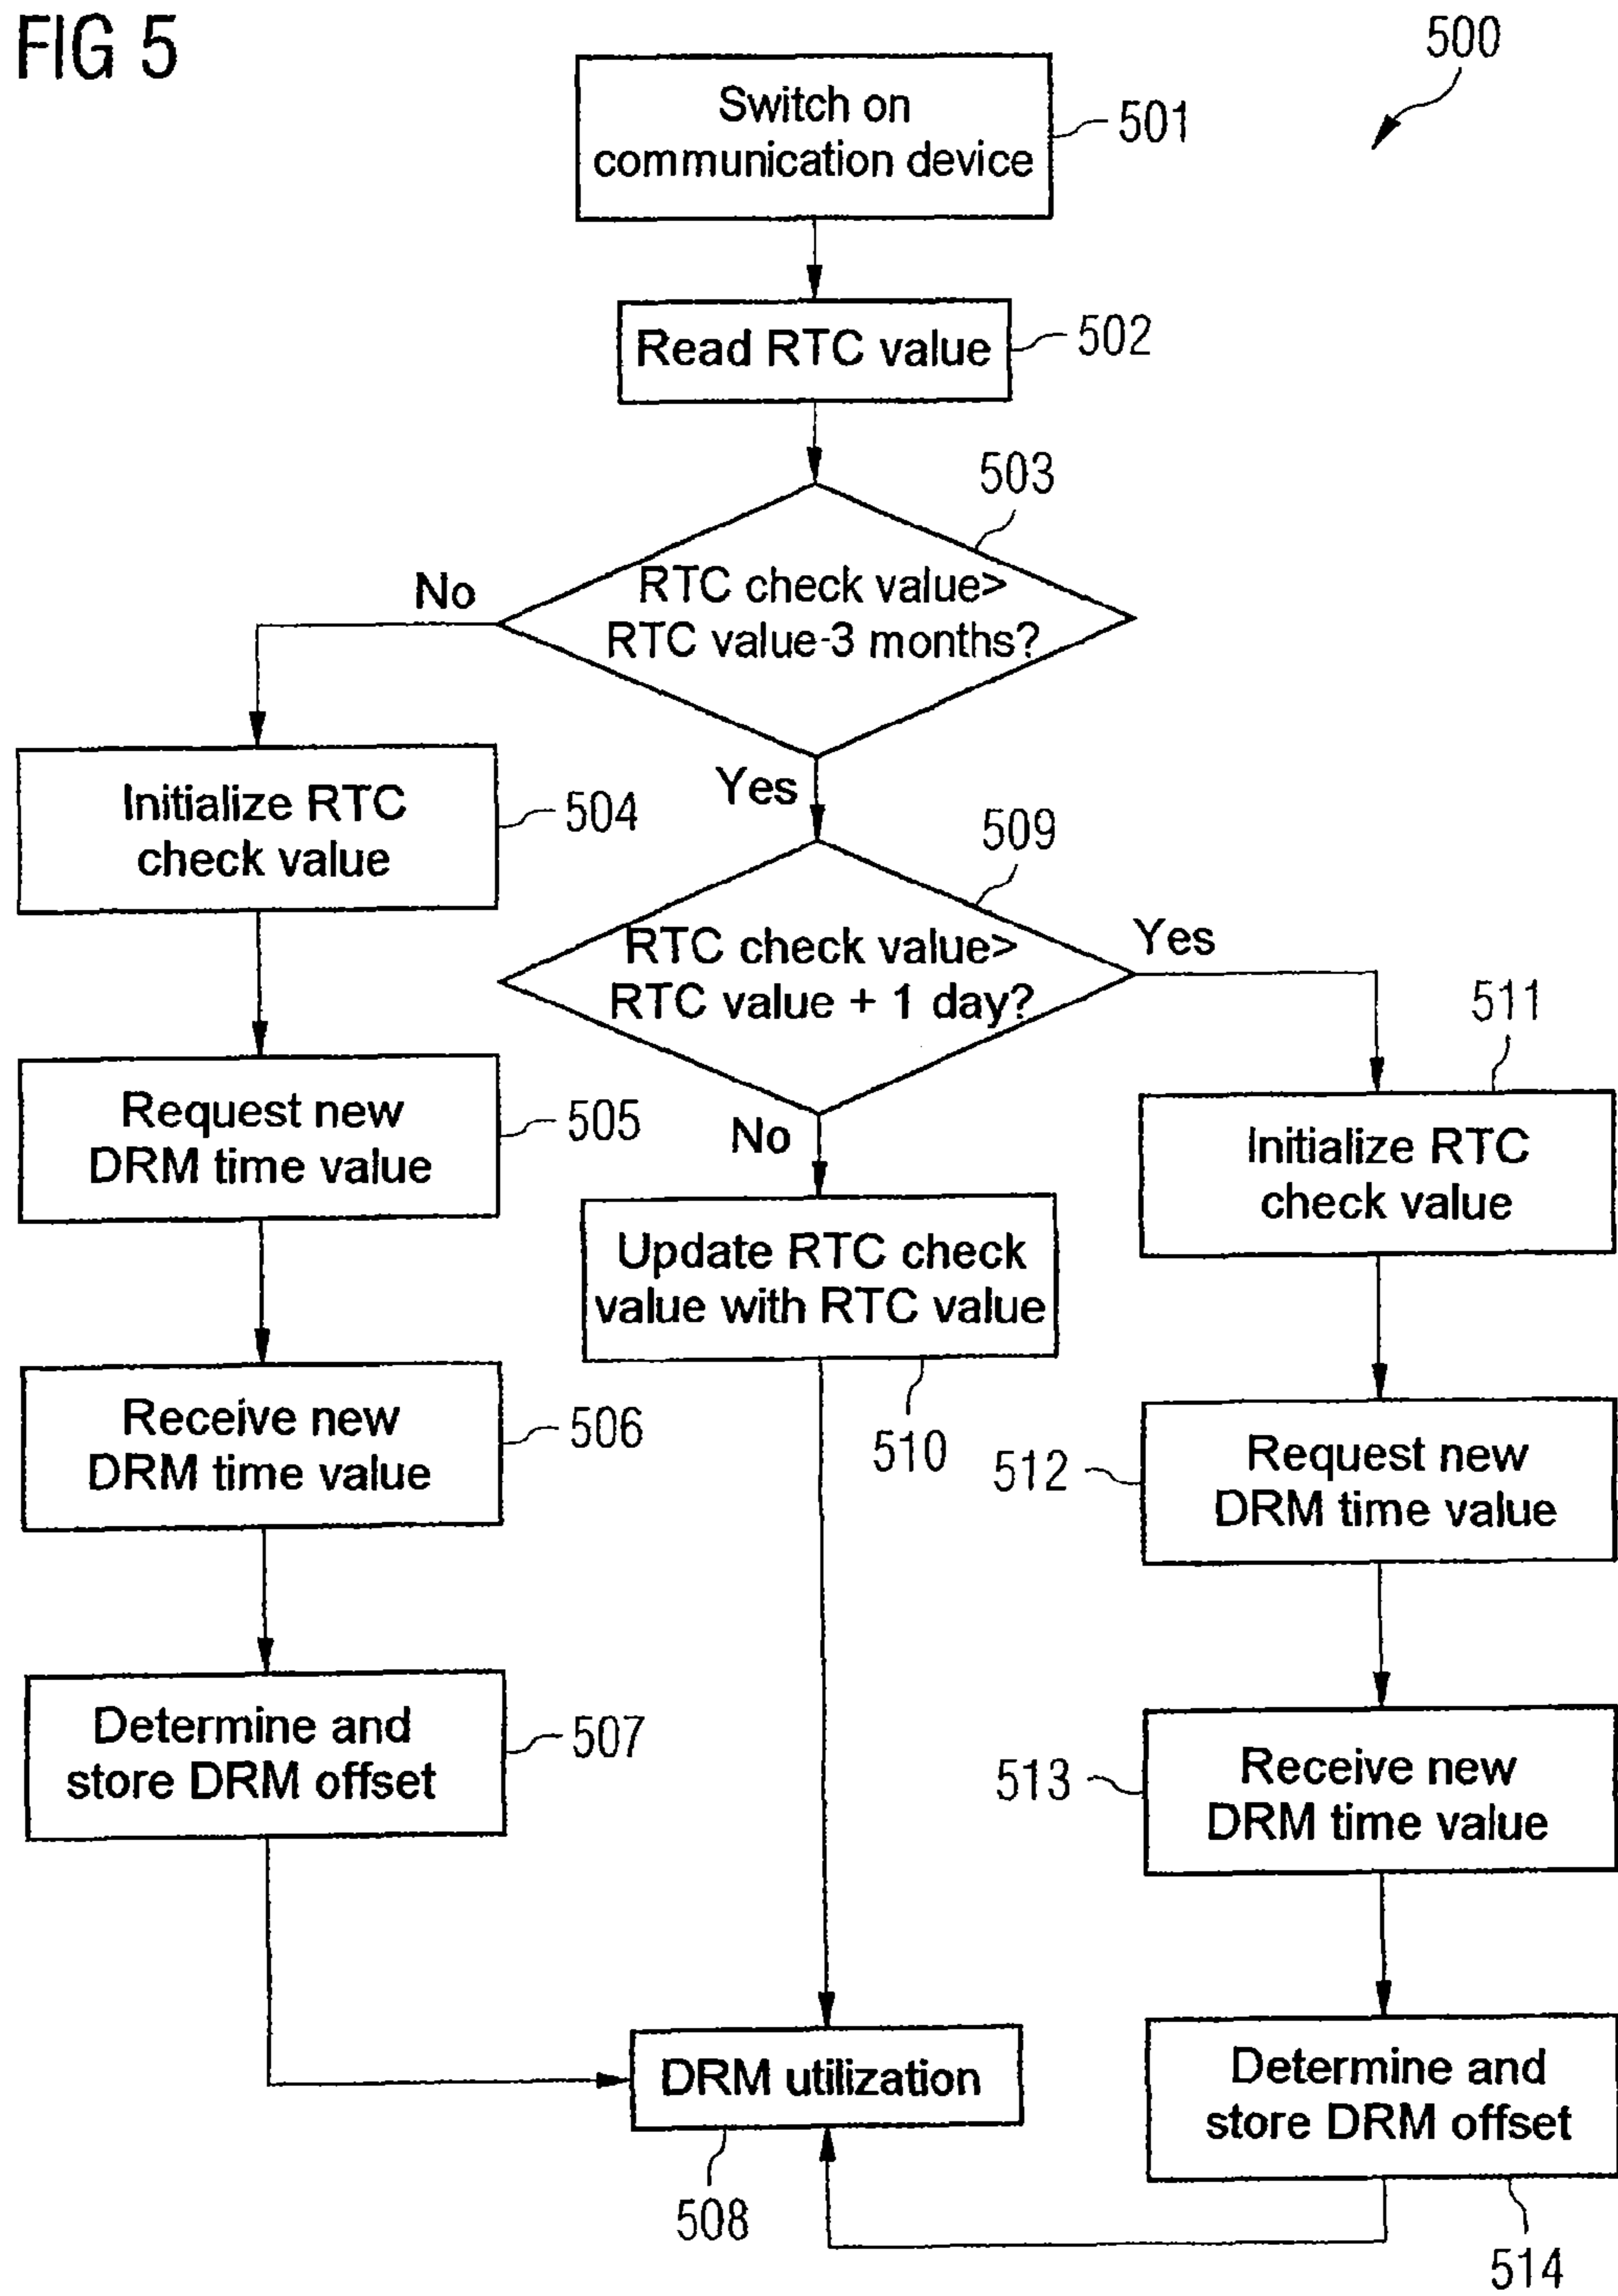 FIG 5
500
Switch on
communication device
501
Read RTC value
502
503
RTC check value>
RTC value-3 months?
No
Yes
Initialize RTC
check value
504
509
RTC check value>
RTC value + 1 day?
Yes
No
Request new
DRM time value
505
511
Initialize RTC
check value
Update RTC check
value with RTC value
510
Receive new
DRM time value
506
512
Request new
DRM time value
Determine and
store DRM offset
507
513
Receive new
DRM time value
DRM utilization
508
Determine and
store DRM offset
514